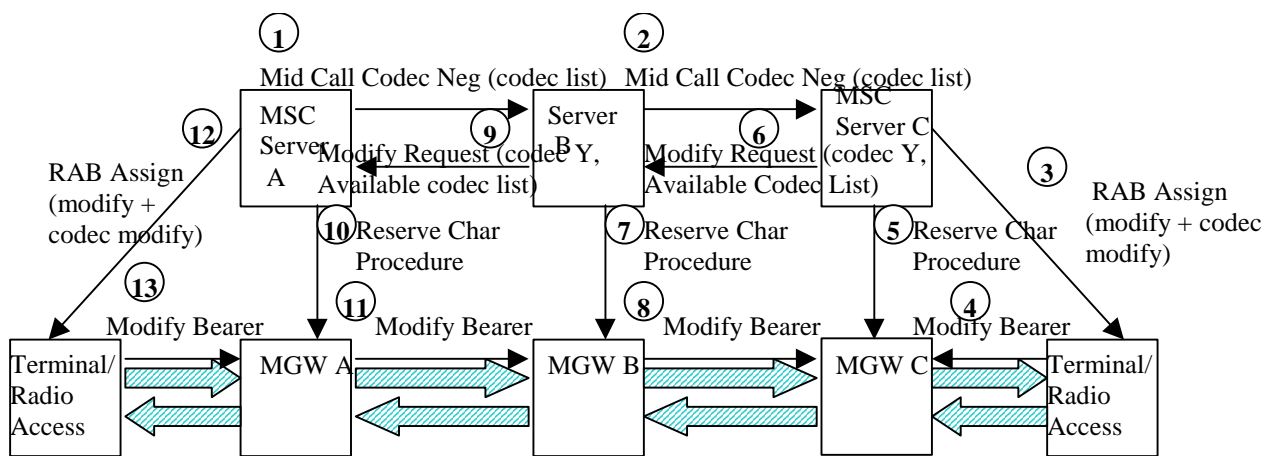 1
2
Mid Call Codec Neg (codec list)
Mid Call Codec Neg (codec list)
MSC
Server
A
Server
B
MSC
Server C
12
9
6
3
Modify Request (codec Y,
Available codec list)
Modify Request (codec Y,
Available Codec List)
RAB Assign
(modify +
codec modify)
RAB Assign
(modify + codec
modify)
10
Reserve Char
Procedure
7
Reserve Char
Procedure
5
Reserve Char
Procedure
13
11
8
4
Modify Bearer
Modify Bearer
Modify Bearer
Modify Bearer
Terminal/
Radio
Access
MGW A
MGW B
MGW C
Terminal/
Radio
Access